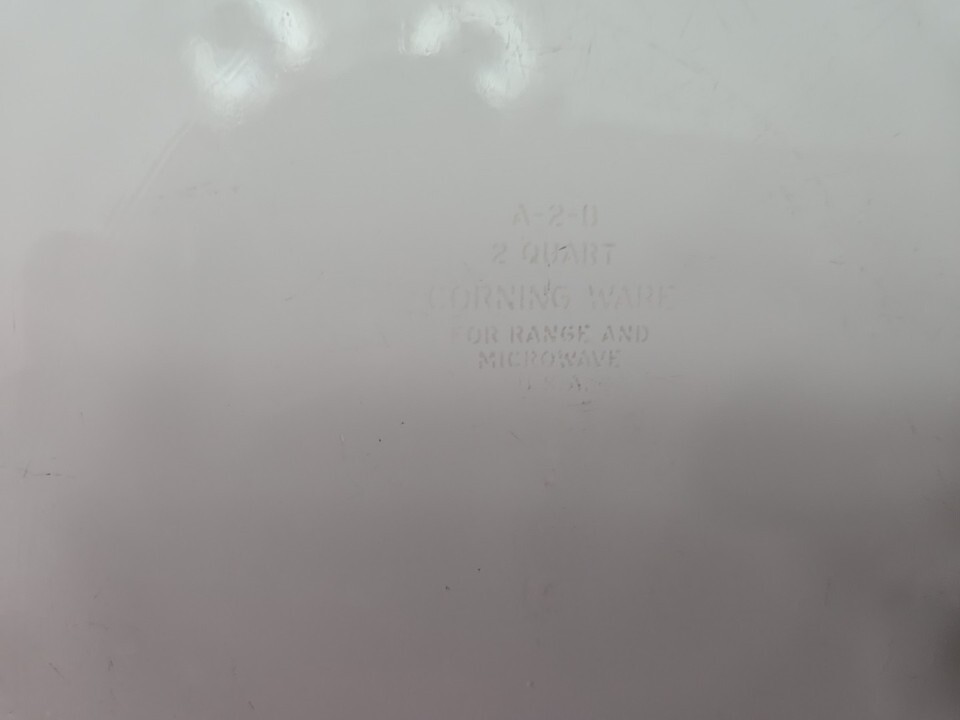 A-2-B
2 QUART
CORNING WARE
FOR RANGE AND
MICROWAVE
U.S.A.